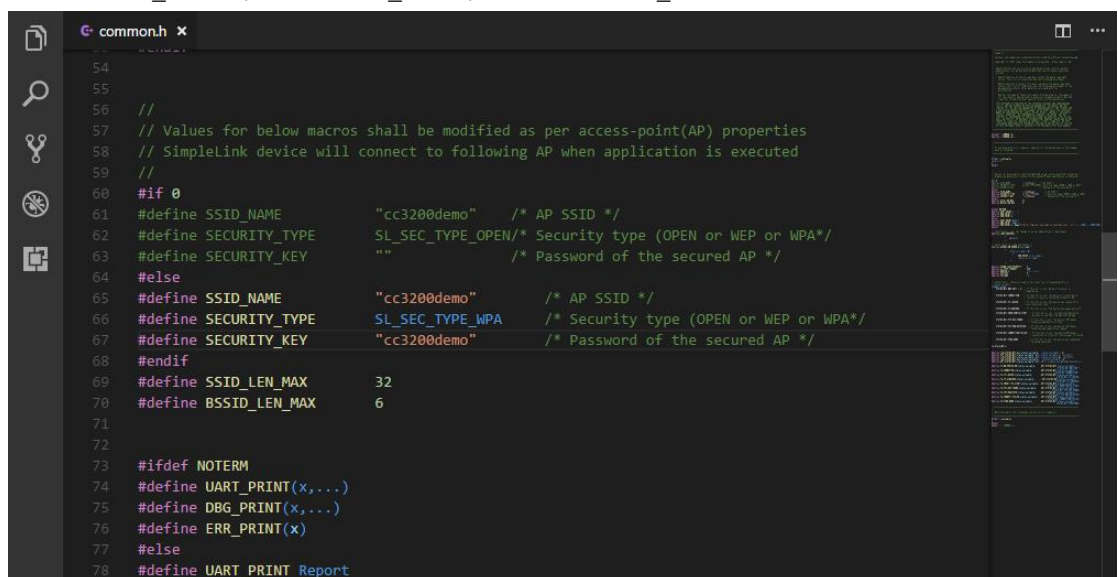 common.h
54
55
56 //
57 // Values for below macros shall be modified as per access-point(AP) properties
58 // SimpleLink device will connect to following AP when application is executed
59 //
60 #if 0
61 #define SSID_NAME "cc3200demo" /* AP SSID */
62 #define SECURITY_TYPE SL_SEC_TYPE_OPEN/* Security type (OPEN or WEP or WPA*/
63 #define SECURITY_KEY "" /* Password of the secured AP */
64 #else
65 #define SSID_NAME "cc3200demo" /* AP SSID */
66 #define SECURITY_TYPE SL_SEC_TYPE_WPA /* Security type (OPEN or WEP or WPA*/
67 #define SECURITY_KEY "cc3200demo" /* Password of the secured AP */
68 #endif
69 #define SSID_LEN_MAX 32
70 #define BSSID_LEN_MAX 6
71
72
73 #ifdef NOTERM
74 #define UART_PRINT(x,...)
75 #define DBG_PRINT(x,...)
76 #define ERR_PRINT(x)
77 #else
78 #define UART_PRINT Report